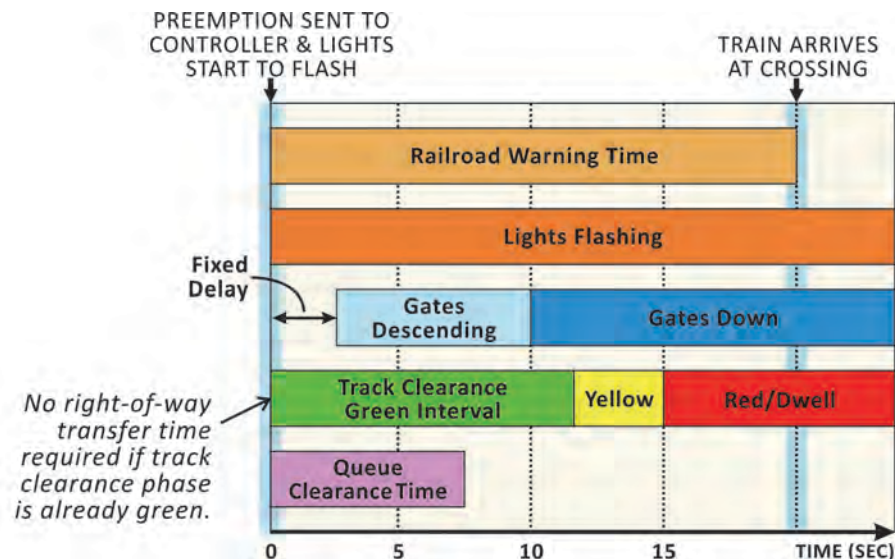 PREEMPTION SENT TO
CONTROLLER & LIGHTS
START TO FLASH
TRAIN ARRIVES
AT CROSSING
Railroad Warning Time
Lights Flashing
Fixed
Delay
Gates
Descending
Gates Down
No right-of-way
transfer time
required if track
clearance phase
is already green.
Track Clearance
Green Interval
Yellow
Red/Dwell
Queue
Clearance Time
0 5 10 15 TIME (SEC)